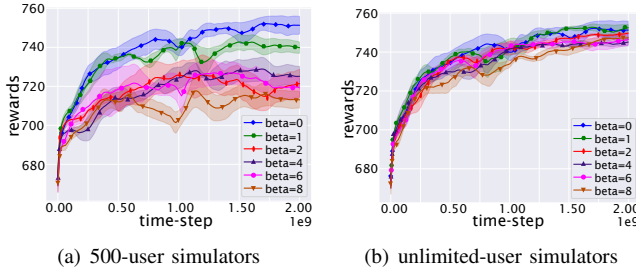 760
740
720
700
680
rewards
beta=0
beta=1
beta=2
beta=4
beta=6
beta=8
0.00 0.50 1.00 1.50 2.00
time-step 1e9
(a) 500-user simulators
760
740
720
700
680
rewards
beta=0
beta=1
beta=2
beta=4
beta=6
beta=8
0.00 0.50 1.00 1.50 2.00
time-step 1e9
(b) unlimited-user simulators